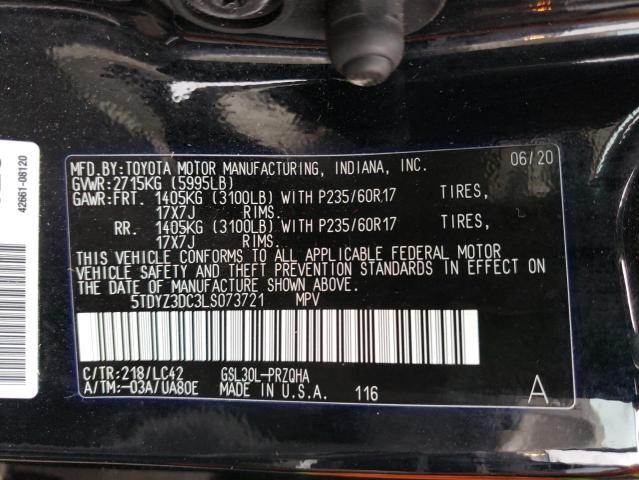 42661-08120
MFD.BY:TOYOTA MOTOR MANUFACTURING, INDIANA, INC. 06/20
GVWR:2715KG (5995LB)
GAWR:FRT. 1405KG (3100LB) WITH P235/60R17 TIRES,
17X7J RIMS.
RR. 1405KG (3100LB) WITH P235/60R17 TIRES,
17X7J RIMS.
THIS VEHICLE CONFORMS TO ALL APPLICABLE FEDERAL MOTOR
VEHICLE SAFETY AND THEFT PREVENTION STANDARDS IN EFFECT ON
THE DATE OF MANUFACTURE SHOWN ABOVE.
5TDYZ3DC3LS073721 MPV
C/TR:218/LC42 GSL30L-PRZQHA
A/TM:-03A/UA80E MADE IN U.S.A. 116 A